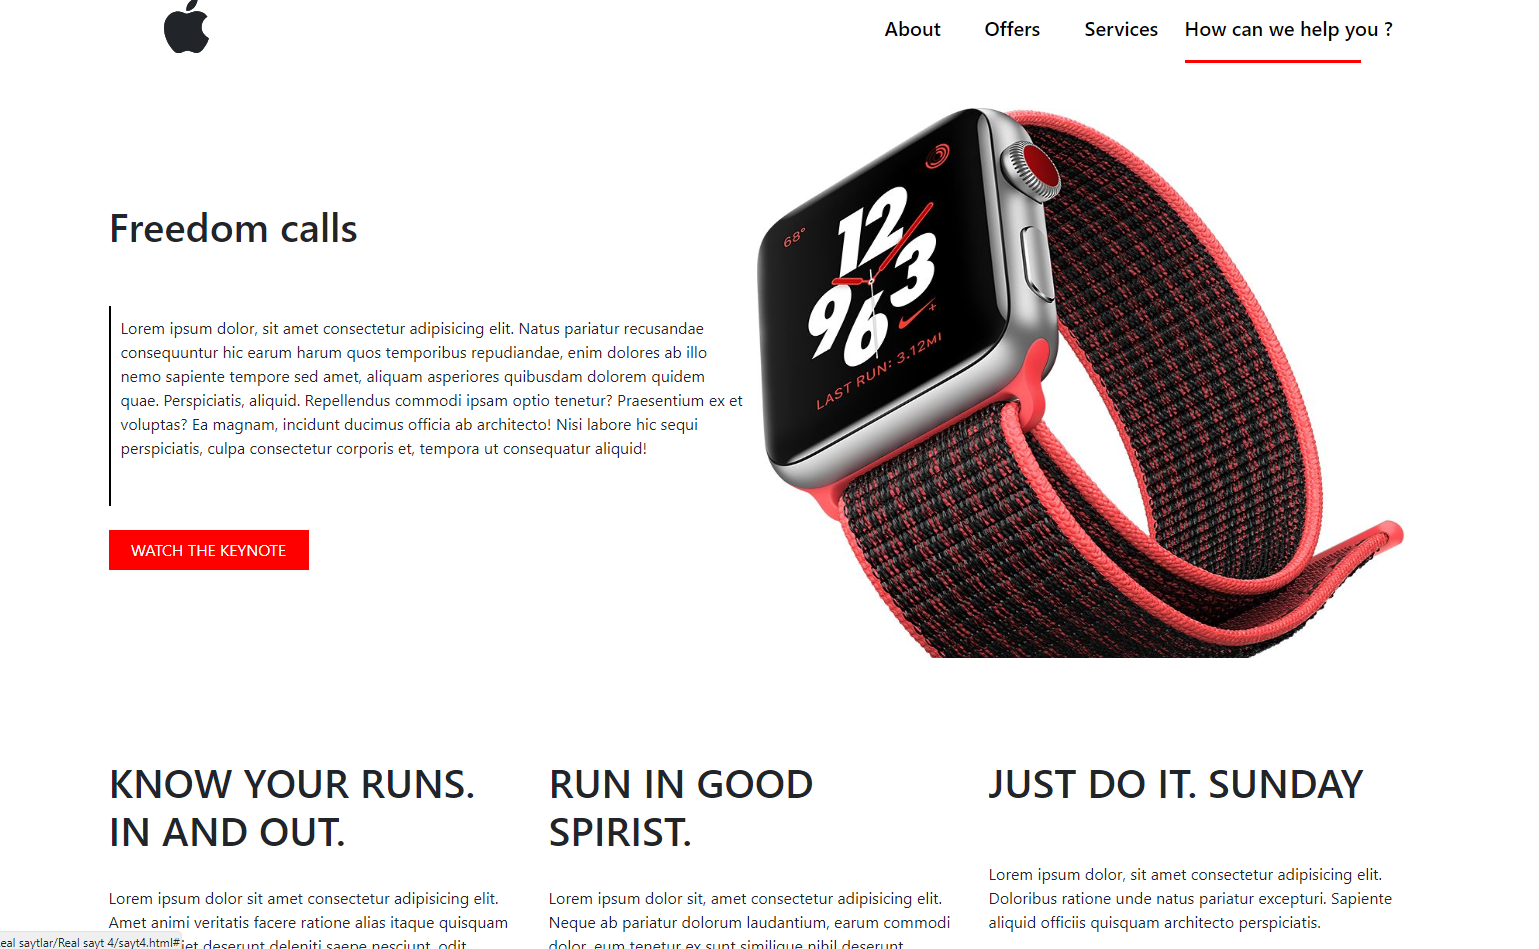 About Offers Services How can we help you ?
Freedom calls
Lorem ipsum dolor, sit amet consectetur adipisicing elit. Natus pariatur recusandae
consequuntur hic earum harum quos temporibus repudiandae, enim dolores ab illo
nemo sapiente tempore sed amet, aliquam asperiores quibusdam dolorem quidem
quae. Perspiciatis, aliquid. Repellendus commodi ipsam optio tenetur? Praesentium ex et
voluptas? Ea magnam, incidunt ducimus officia ab architecto! Nisi labore hic sequi
perspiciatis, culpa consectetur corporis et, tempora ut consequatur aliquid!
WATCH THE KEYNOTE
68°
12
3
9 6
+
LAST RUN: 3.12MI
KNOW YOUR RUNS.
IN AND OUT.
Lorem ipsum dolor sit amet consectetur adipisicing elit.
Amet animi veritatis facere ratione alias itaque quisquam
iet deserunt deleniti saepe nesciunt, odit
RUN IN GOOD
SPIRIST.
Lorem ipsum dolor sit, amet consectetur adipisicing elit.
Neque ab pariatur dolorum laudantium, earum commodi
dolor, eum tenetur ex sunt similique nihil deserunt
JUST DO IT. SUNDAY
Lorem ipsum dolor, sit amet consectetur adipisicing elit.
Doloribus ratione unde natus pariatur excepturi. Sapiente
aliquid officiis quisquam architecto perspiciatis.
eal saytlar/Real sayt 4/sayt4.html#